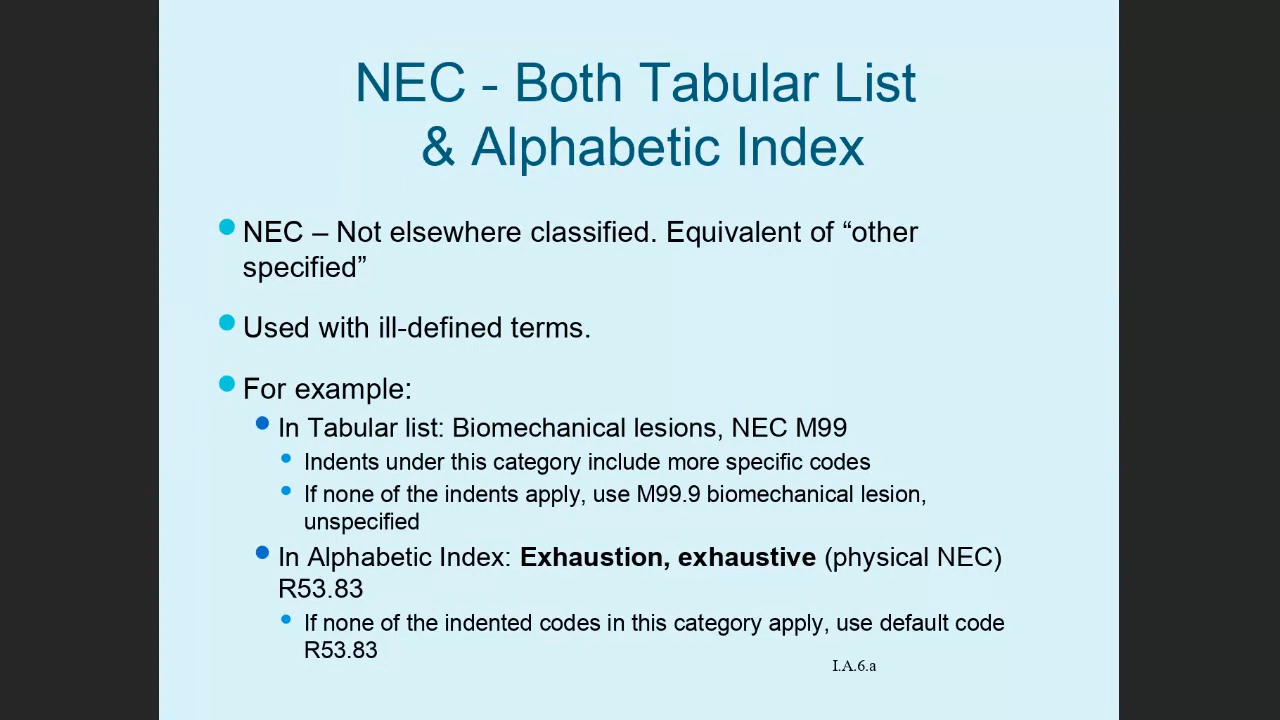 NEC - Both Tabular List
& Alphabetic Index
NEC – Not elsewhere classified. Equivalent of “other
specified”
Used with ill-defined terms.
For example:
In Tabular list: Biomechanical lesions, NEC M99
Indents under this category include more specific codes
If none of the indents apply, use M99.9 biomechanical lesion,
unspecified
In Alphabetic Index: Exhaustion, exhaustive (physical NEC)
R53.83
If none of the indented codes in this category apply, use default code
R53.83
I.A.6.a